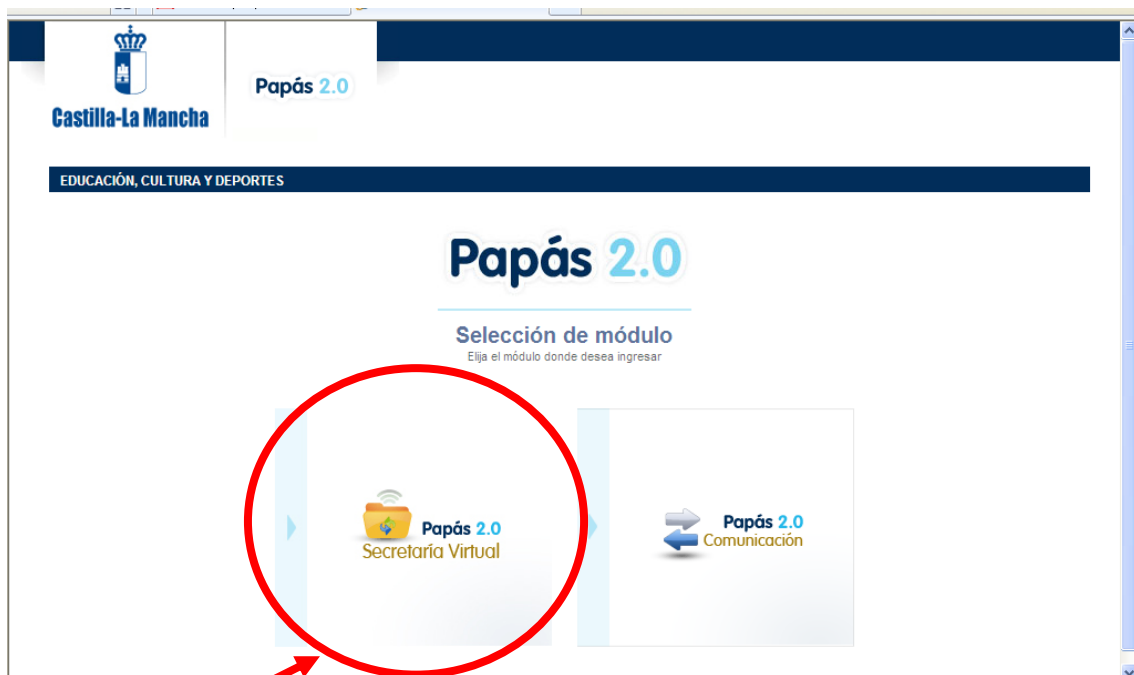 Castilla-La Mancha
Papás 2.0
EDUCACIÓN, CULTURA Y DEPORTES
Papás 2.0
Selección de módulo
Elija el módulo donde desea ingresar
Papás 2.0
Secretaría Virtual
Papás 2.0
Comunicación